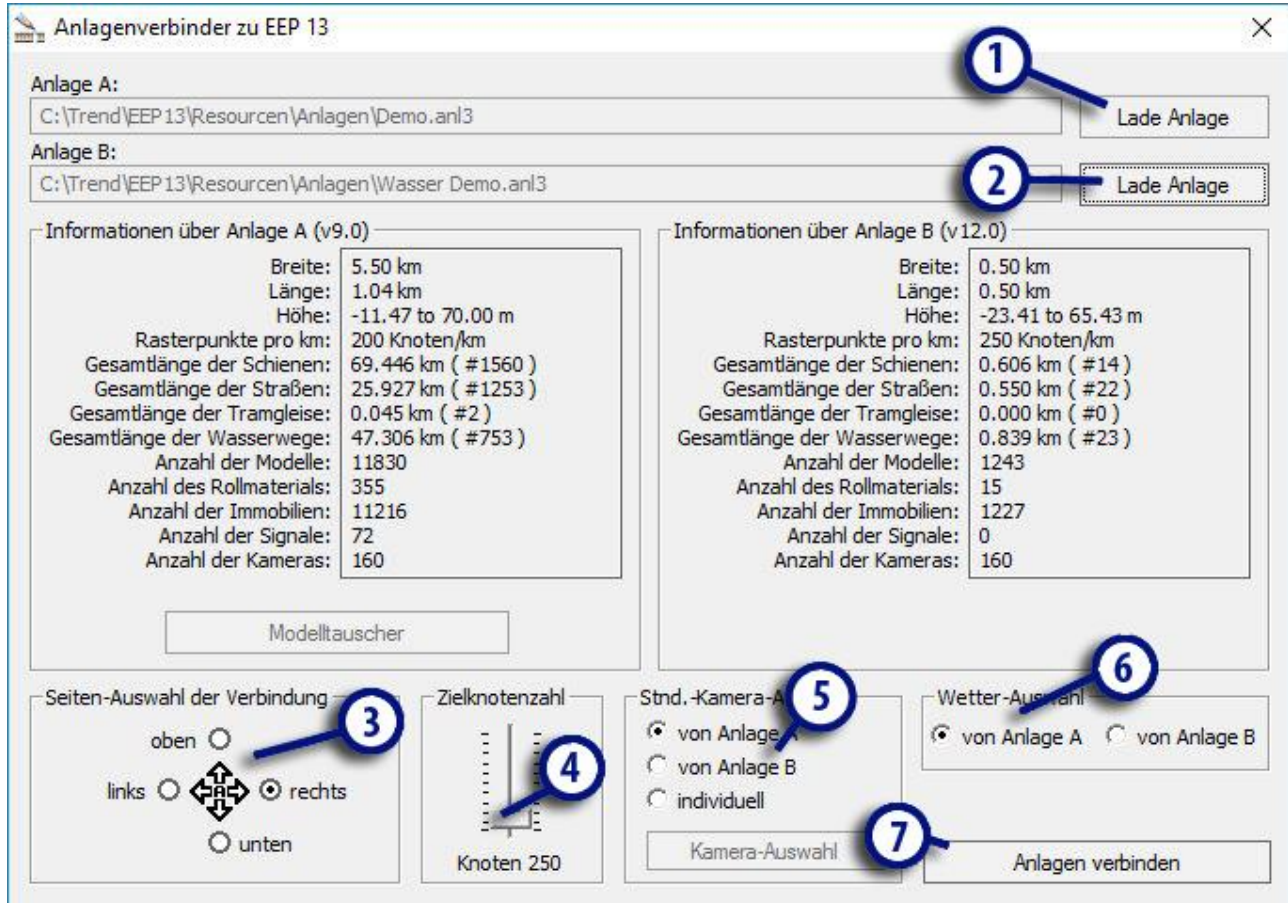 Anlagenverbinder zu EEP 13
1
Anlage A:
C:\Trend\EEP13\Resourcen\Anlagen\Demo.anl3
Lade Anlage
Anlage B:
C:\Trend\EEP13\Resourcen\Anlagen\Wasser Demo.anl3
2
Lade Anlage
Informationen über Anlage A (v9.0)
Breite: 5.50 km
Länge: 1.04 km
Höhe: -11.47 to 70.00 m
Rasterpunkte pro km: 200 Knoten/km
Gesamtlänge der Schienen: 69.446 km ( #1560 )
Gesamtlänge der Straßen: 25.927 km ( #1253 )
Gesamtlänge der Tramgleise: 0.045 km ( #2 )
Gesamtlänge der Wasserwege: 47.306 km ( #753 )
Anzahl der Modelle: 11830
Anzahl des Rollmaterials: 355
Anzahl der Immobilien: 11216
Anzahl der Signale: 72
Anzahl der Kameras: 160
Modelltauscher
Informationen über Anlage B (v12.0)
Breite: 0.50 km
Länge: 0.50 km
Höhe: -23.41 to 65.43 m
Rasterpunkte pro km: 250 Knoten/km
Gesamtlänge der Schienen: 0.606 km ( #14 )
Gesamtlänge der Straßen: 0.550 km ( #22 )
Gesamtlänge der Tramgleise: 0.000 km ( #0 )
Gesamtlänge der Wasserwege: 0.839 km ( #23 )
Anzahl der Modelle: 1243
Anzahl des Rollmaterials: 15
Anzahl der Immobilien: 1227
Anzahl der Signale: 0
Anzahl der Kameras: 160
Seiten-Auswahl der Verbindung
3
oben
links
A
rechts
unten
Zielknotenzahl
4
Knoten 250
Stnd.-Kamera-A
5
von Anlage A
von Anlage B
individuell
Kamera-Auswahl
6
Wetter-Auswahl
von Anlage A
von Anlage B
7
Anlagen verbinden